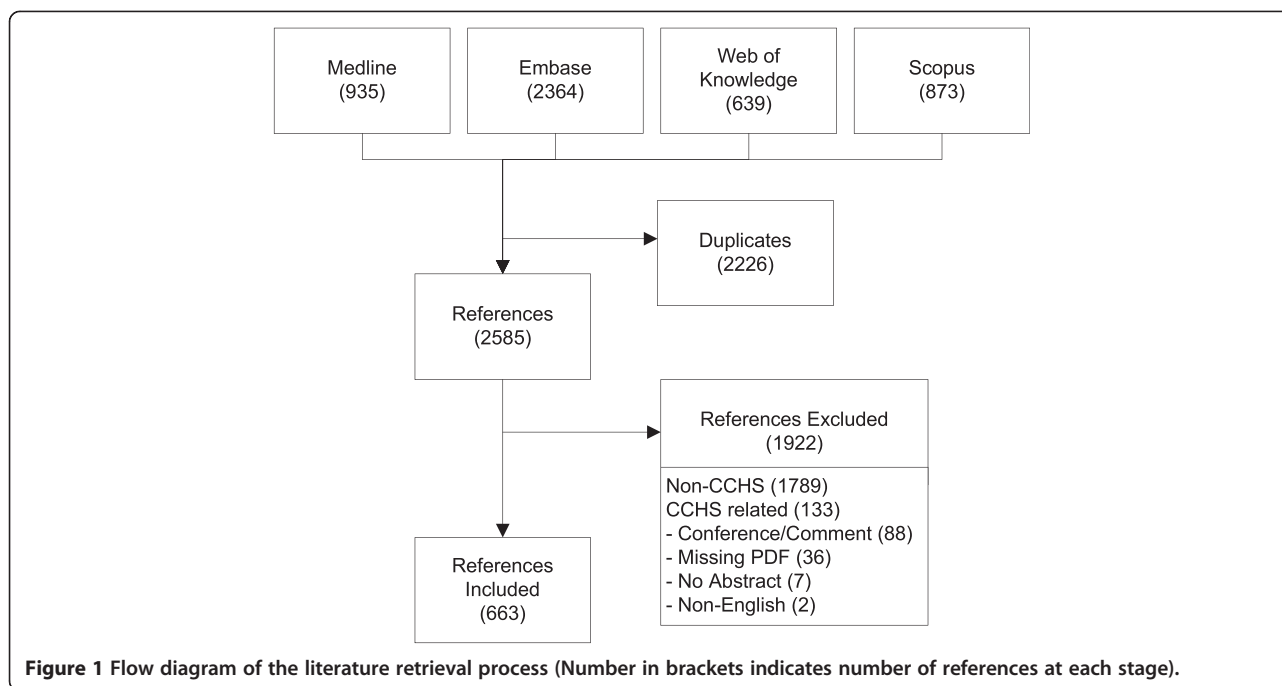 Medline
(935)
Embase
(2364)
Web of
Knowledge
(639)
Scopus
(873)
Duplicates
(2226)
References
(2585)
References Excluded
(1922)
Non-CCHS (1789)
CCHS related (133)
- Conference/Comment (88)
- Missing PDF (36)
- No Abstract (7)
- Non-English (2)
References
Included
(663)
Figure 1 Flow diagram of the literature retrieval process (Number in brackets indicates number of references at each stage).